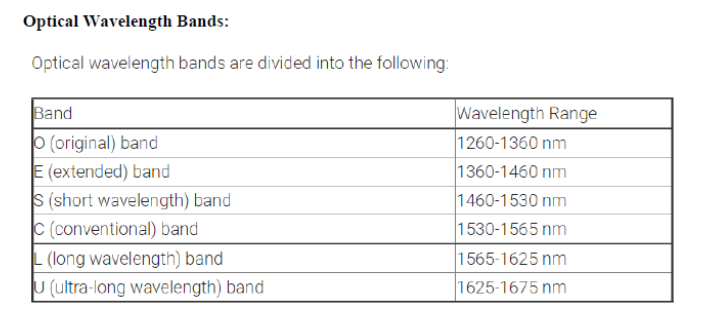 Optical Wavelength Bands:
Optical wavelength bands are divided into the following:
Band Wavelength Range
O (original) band 1260-1360 nm
E (extended) band 1360-1460 nm
S (short wavelength) band 1460-1530 nm
C (conventional) band 1530-1565 nm
L (long wavelength) band 1565-1625 nm
U (ultra-long wavelength) band 1625-1675 nm